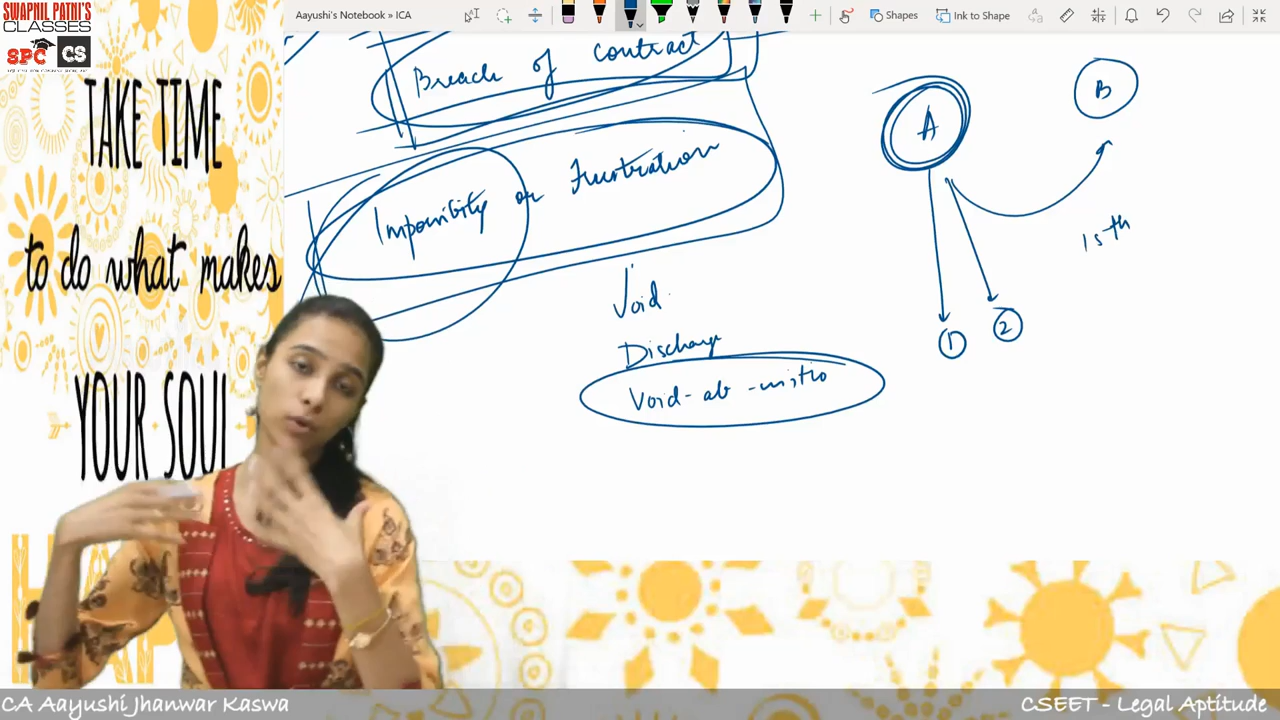 SWAPNIL PATNI'S
CLASSES
SPC CS
TAKE TIME
to do what makes
YOUR SOUL
Aayushi's Notebook » ICA
Shapes
Ink to Shape
Breach of contract
Impossibity or Frustration
Void
Discharge
Void-ab-initio
A
B
15th
1
2
CA Aayushi Jhanwar Kaswa
CSEET - Legal Aptitude